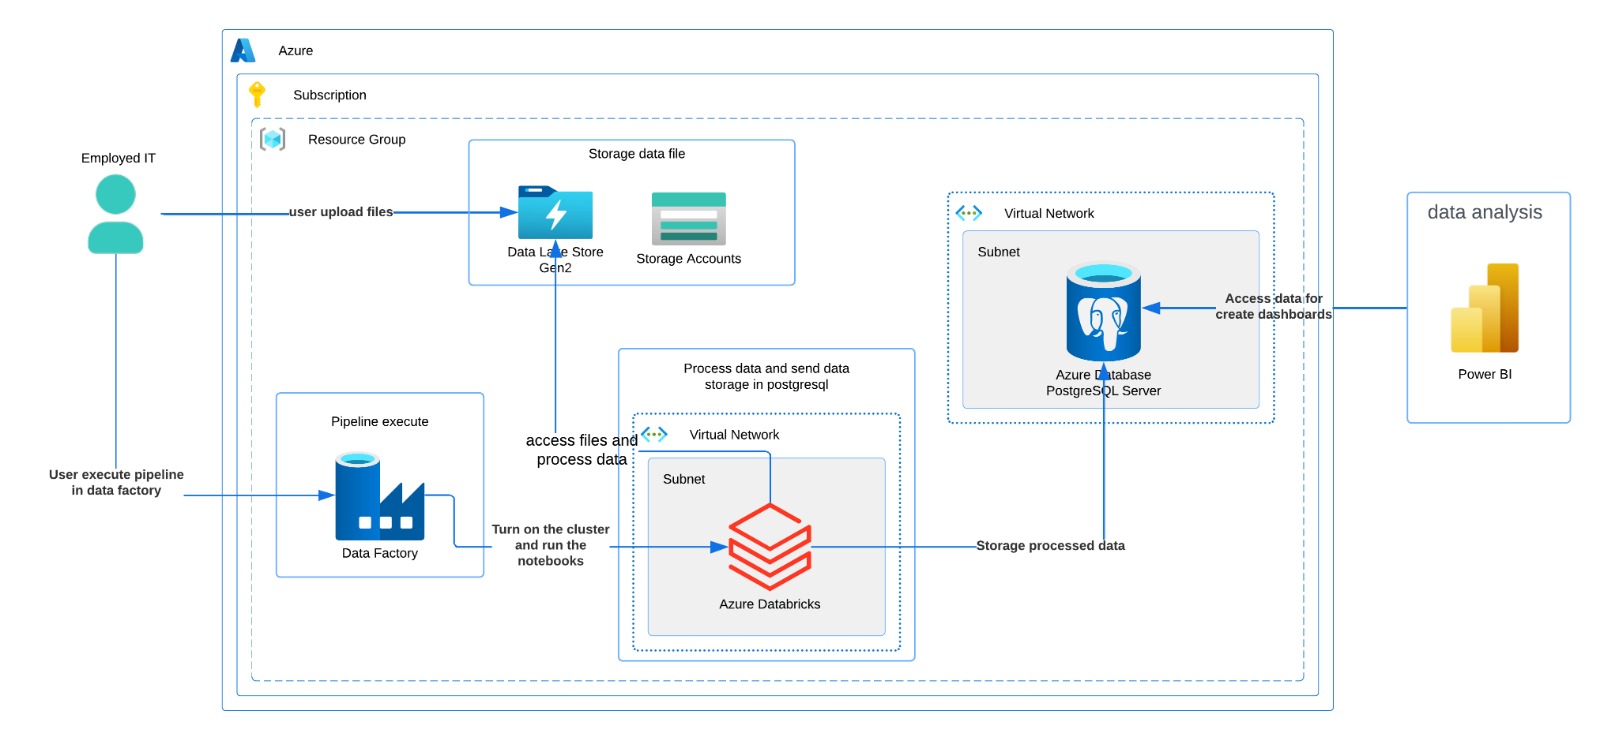 Azure
Subscription
Resource Group
Employed IT
Storage data file
user upload files
Data Lake Store
Gen2
Storage Accounts
Virtual Network
Subnet
Azure Database
PostgreSQL Server
Access data for
create dashboards
data analysis
Power BI
Process data and send data
storage in postgresql
Virtual Network
Subnet
Azure Databricks
access files and
process data
Pipeline execute
Data Factory
User execute pipeline
in data factory
Turn on the cluster
and run the
notebooks
Storage processed data